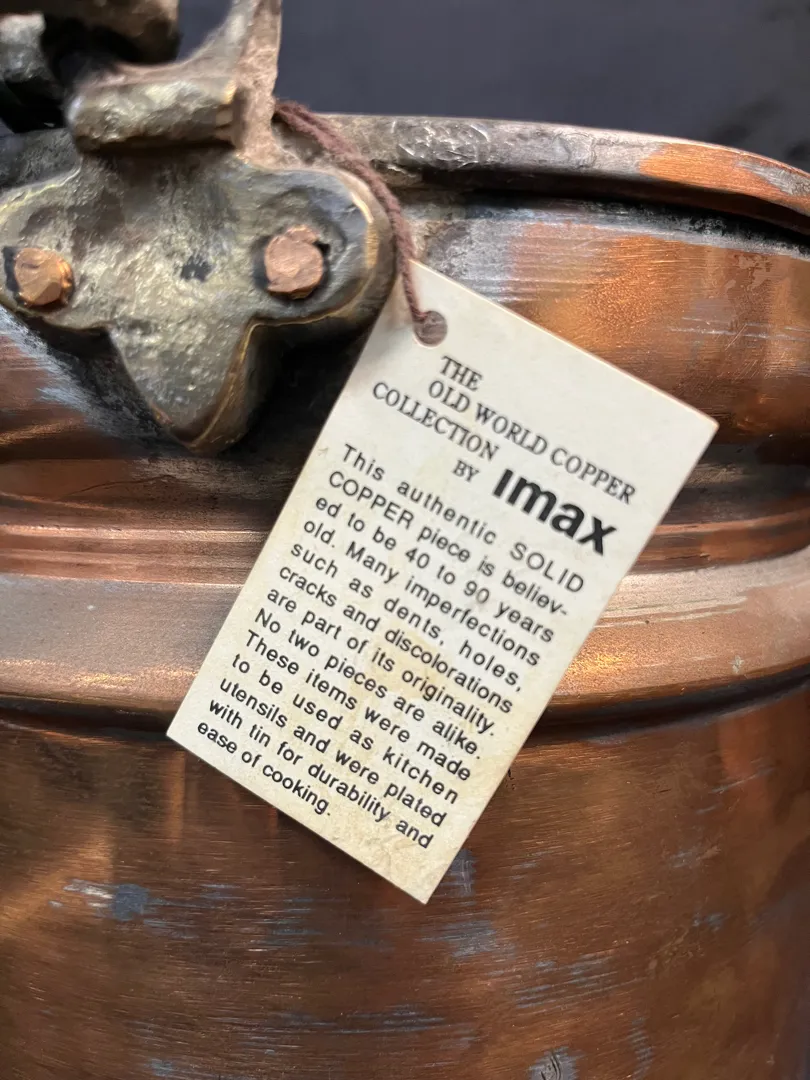 THE
OLD WORLD COPPER
COLLECTION
BY ımax
This authentic SOLID
COPPER piece is believ-
ed to be 40 to 90 years
old. Many imperfections
such as dents, holes,
cracks and discolorations
are part of its originality.
No two pieces are alike.
These items were made
to be used as kitchen
utensils and were plated
with tin for durability and
ease of cooking.